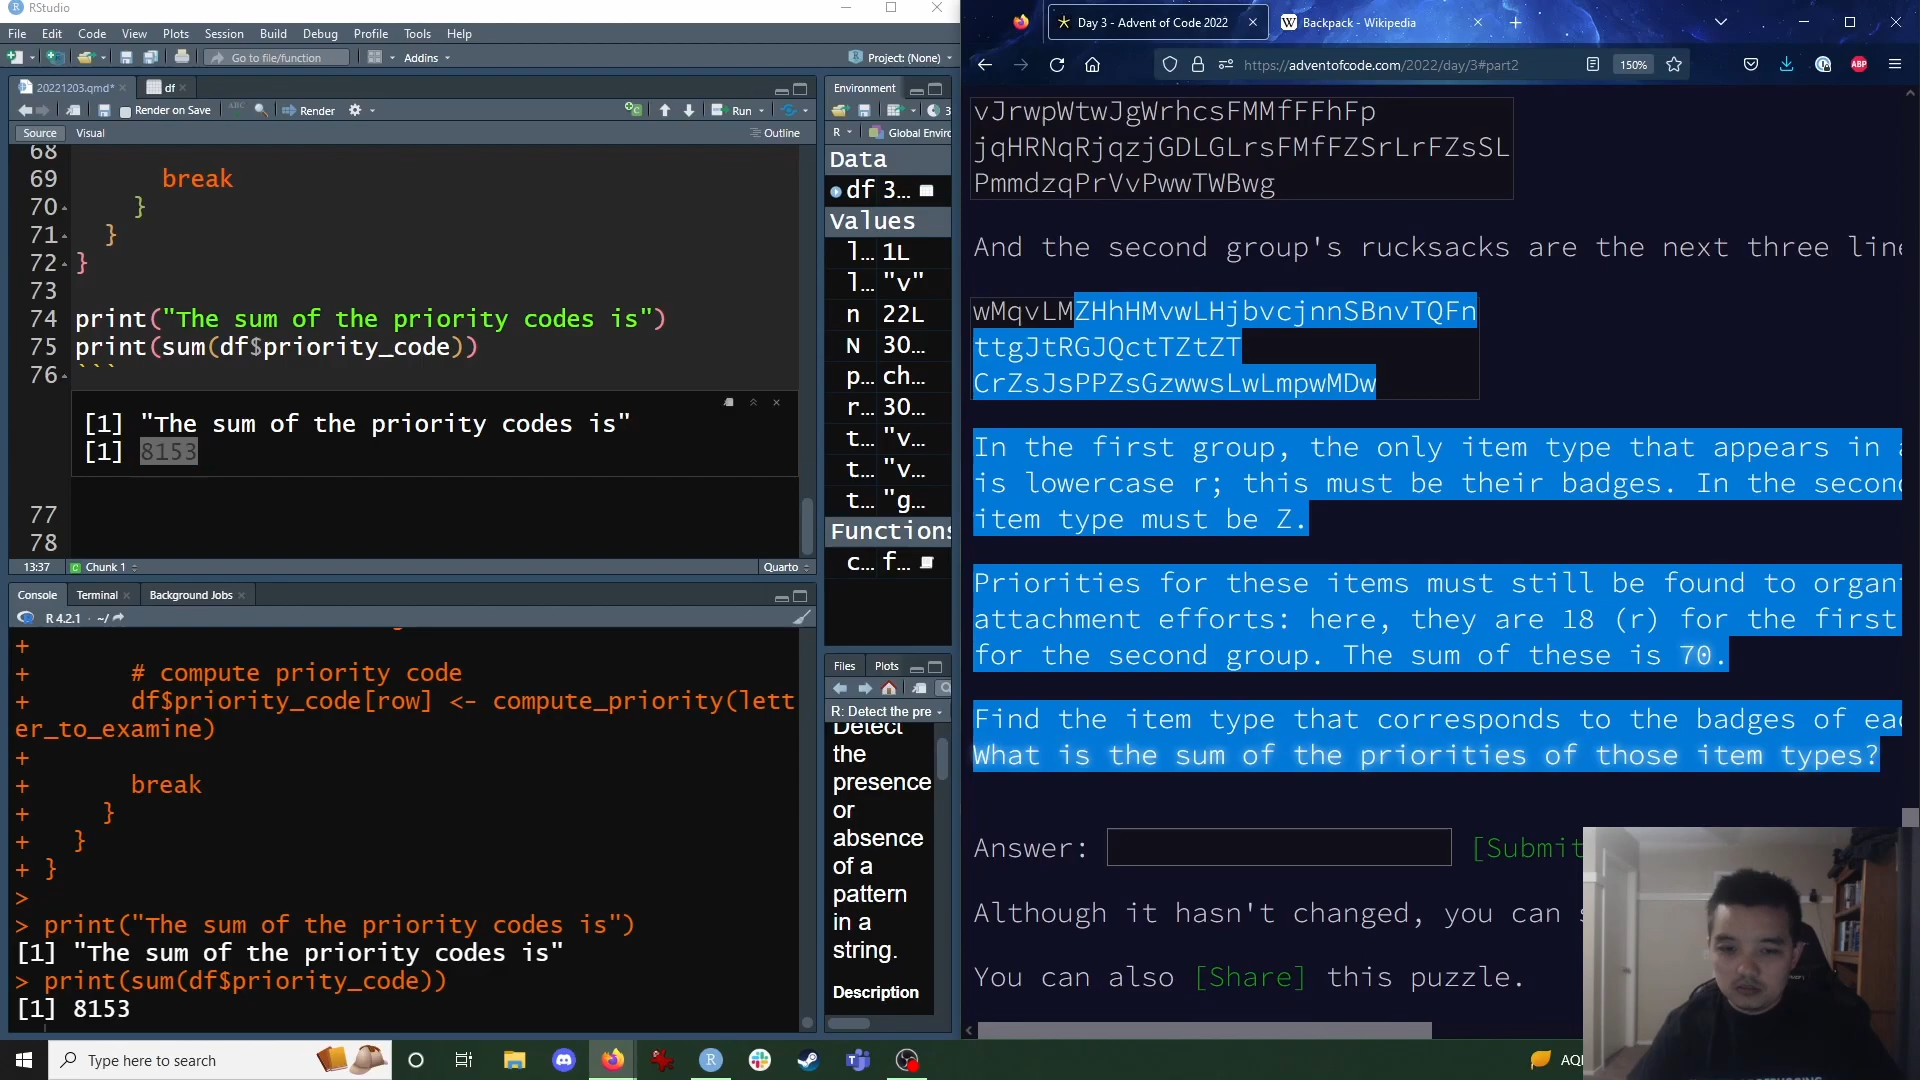 RStudio
File Edit Code View Plots Session Build Debug Profile Tools Help
Go to file/function
Addins
Project: (None)
20221203.qmd*
df
Render on Save
ABC
Render
Run
Source Visual
Outline
68
69 break
70 }
71 }
72 }
73
74 print("The sum of the priority codes is")
75 print(sum(df$priority_code))
76 ```
[1] "The sum of the priority codes is"
[1] 8153
77
78
13:37
Chunk 1
Quarto
Console Terminal Background Jobs
R 4.2.1 · ~/
+
+ # compute priority code
+ df$priority_code[row] <- compute_priority(lett
er_to_examine)
+
+ break
+ }
+ }
+ }
>
> print("The sum of the priority codes is")
[1] "The sum of the priority codes is"
> print(sum(df$priority_code))
[1] 8153
Environment
3
R
Global Enviro
Data
df 3...
Values
l... 1L
l... "v"
n 22L
N 30...
p... ch...
r... 30...
t... "v...
t... "v...
t... "g...
Functions
c... f...
Files Plots
R: Detect the pre
Detect
the
presence
or
absence
of a
pattern
in a
string.
Description
Day 3 - Advent of Code 2022
W Backpack - Wikipedia
https://adventofcode.com/2022/day/3#part2
150%
ABP
vJrwpWtwJgWrhcsFMMfFFhFp
jqHRNqRjqzjGDLGLrsFMfFZSrLrFZsSL
PmmdzqPrVvPwwTWBwg
And the second group's rucksacks are the next three line
wMqvLMZHhHMvwLHjbvcjnnSBnvTQFn
ttgJtRGJQctTZtZT
CrZsJsPPZsGzwwsLwLmpwMDw
In the first group, the only item type that appears in a
is lowercase r; this must be their badges. In the secon
item type must be Z.
Priorities for these items must still be found to organi
attachment efforts: here, they are 18 (r) for the first
for the second group. The sum of these is 70.
Find the item type that corresponds to the badges of eac
What is the sum of the priorities of those item types?
Answer:
[Submit
Although it hasn't changed, you can s
You can also [Share] this puzzle.
Type here to search
AQI